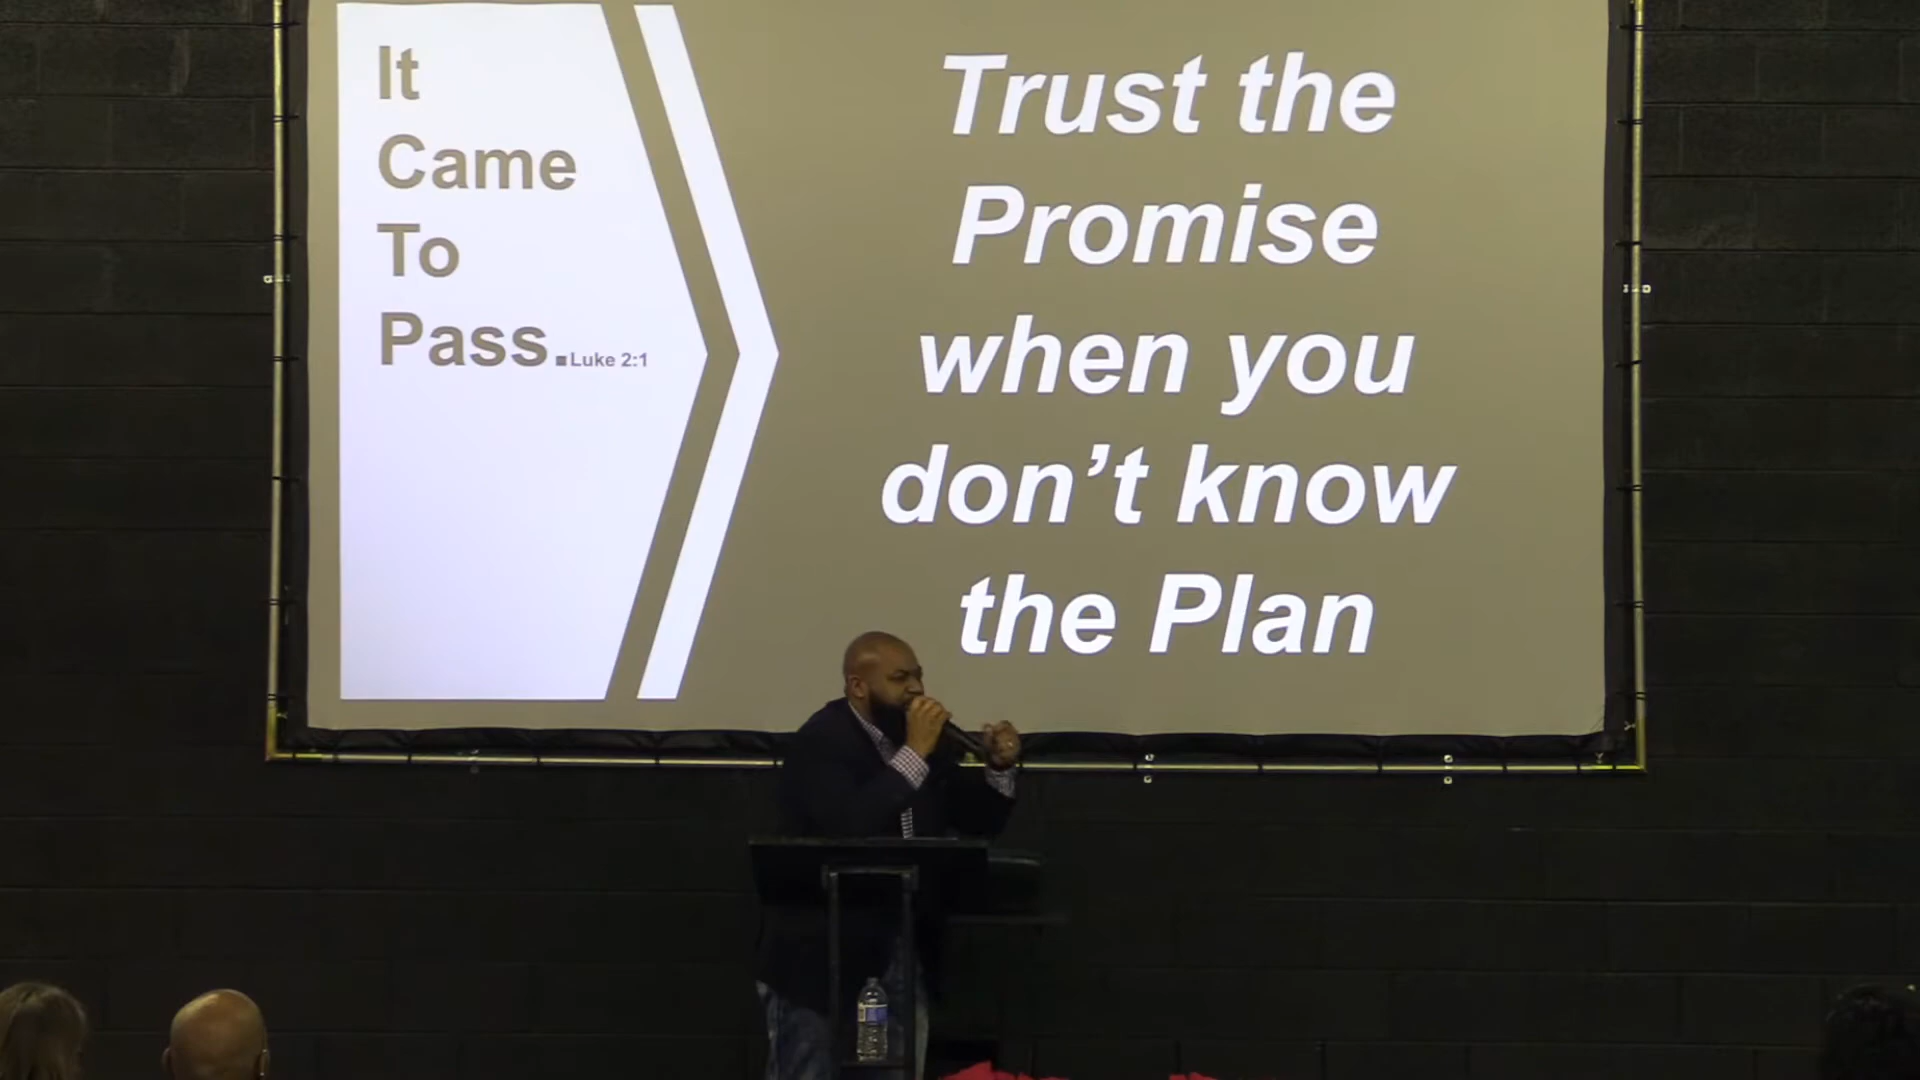 It
Came
To
Pass.
Luke 2:1
Trust the
Promise
when you
don’t know
the Plan